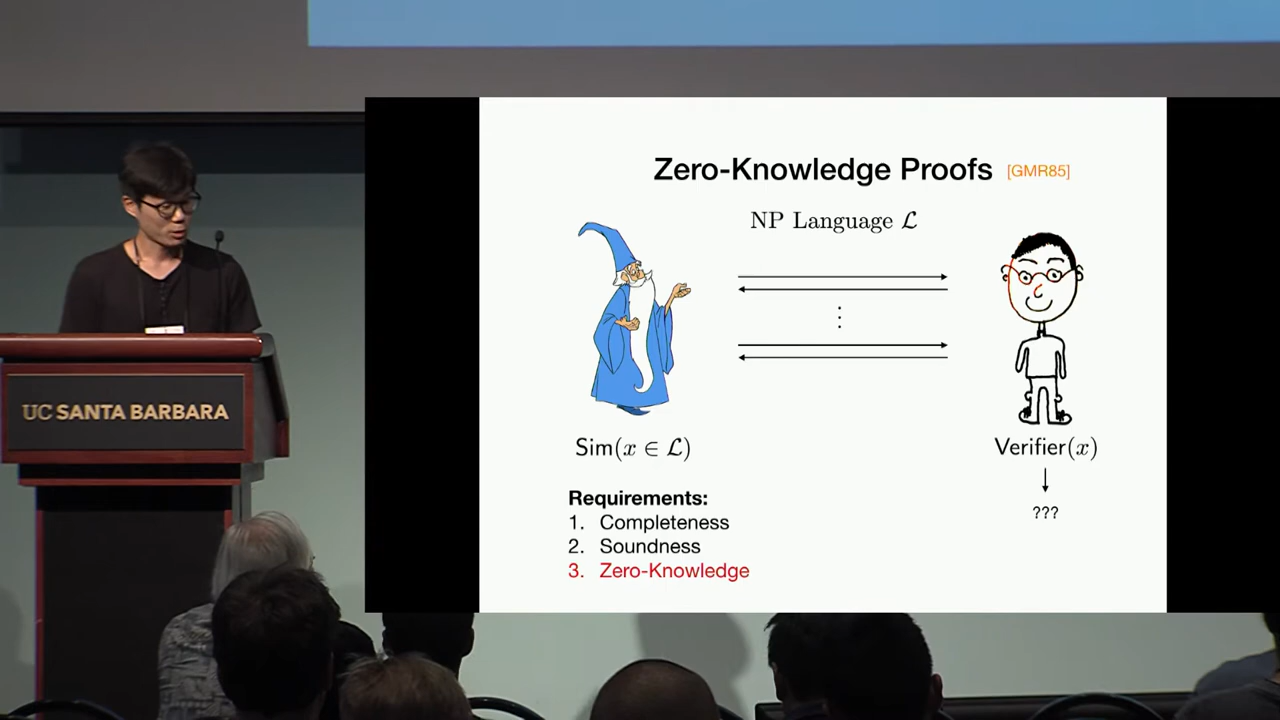 Zero-Knowledge Proofs [GMR85]
NP Language ℒ
⋮
Sim(x ∈ ℒ)
Verifier(x)
???
Requirements:
1. Completeness
2. Soundness
3. Zero-Knowledge
UC SANTA BARBARA